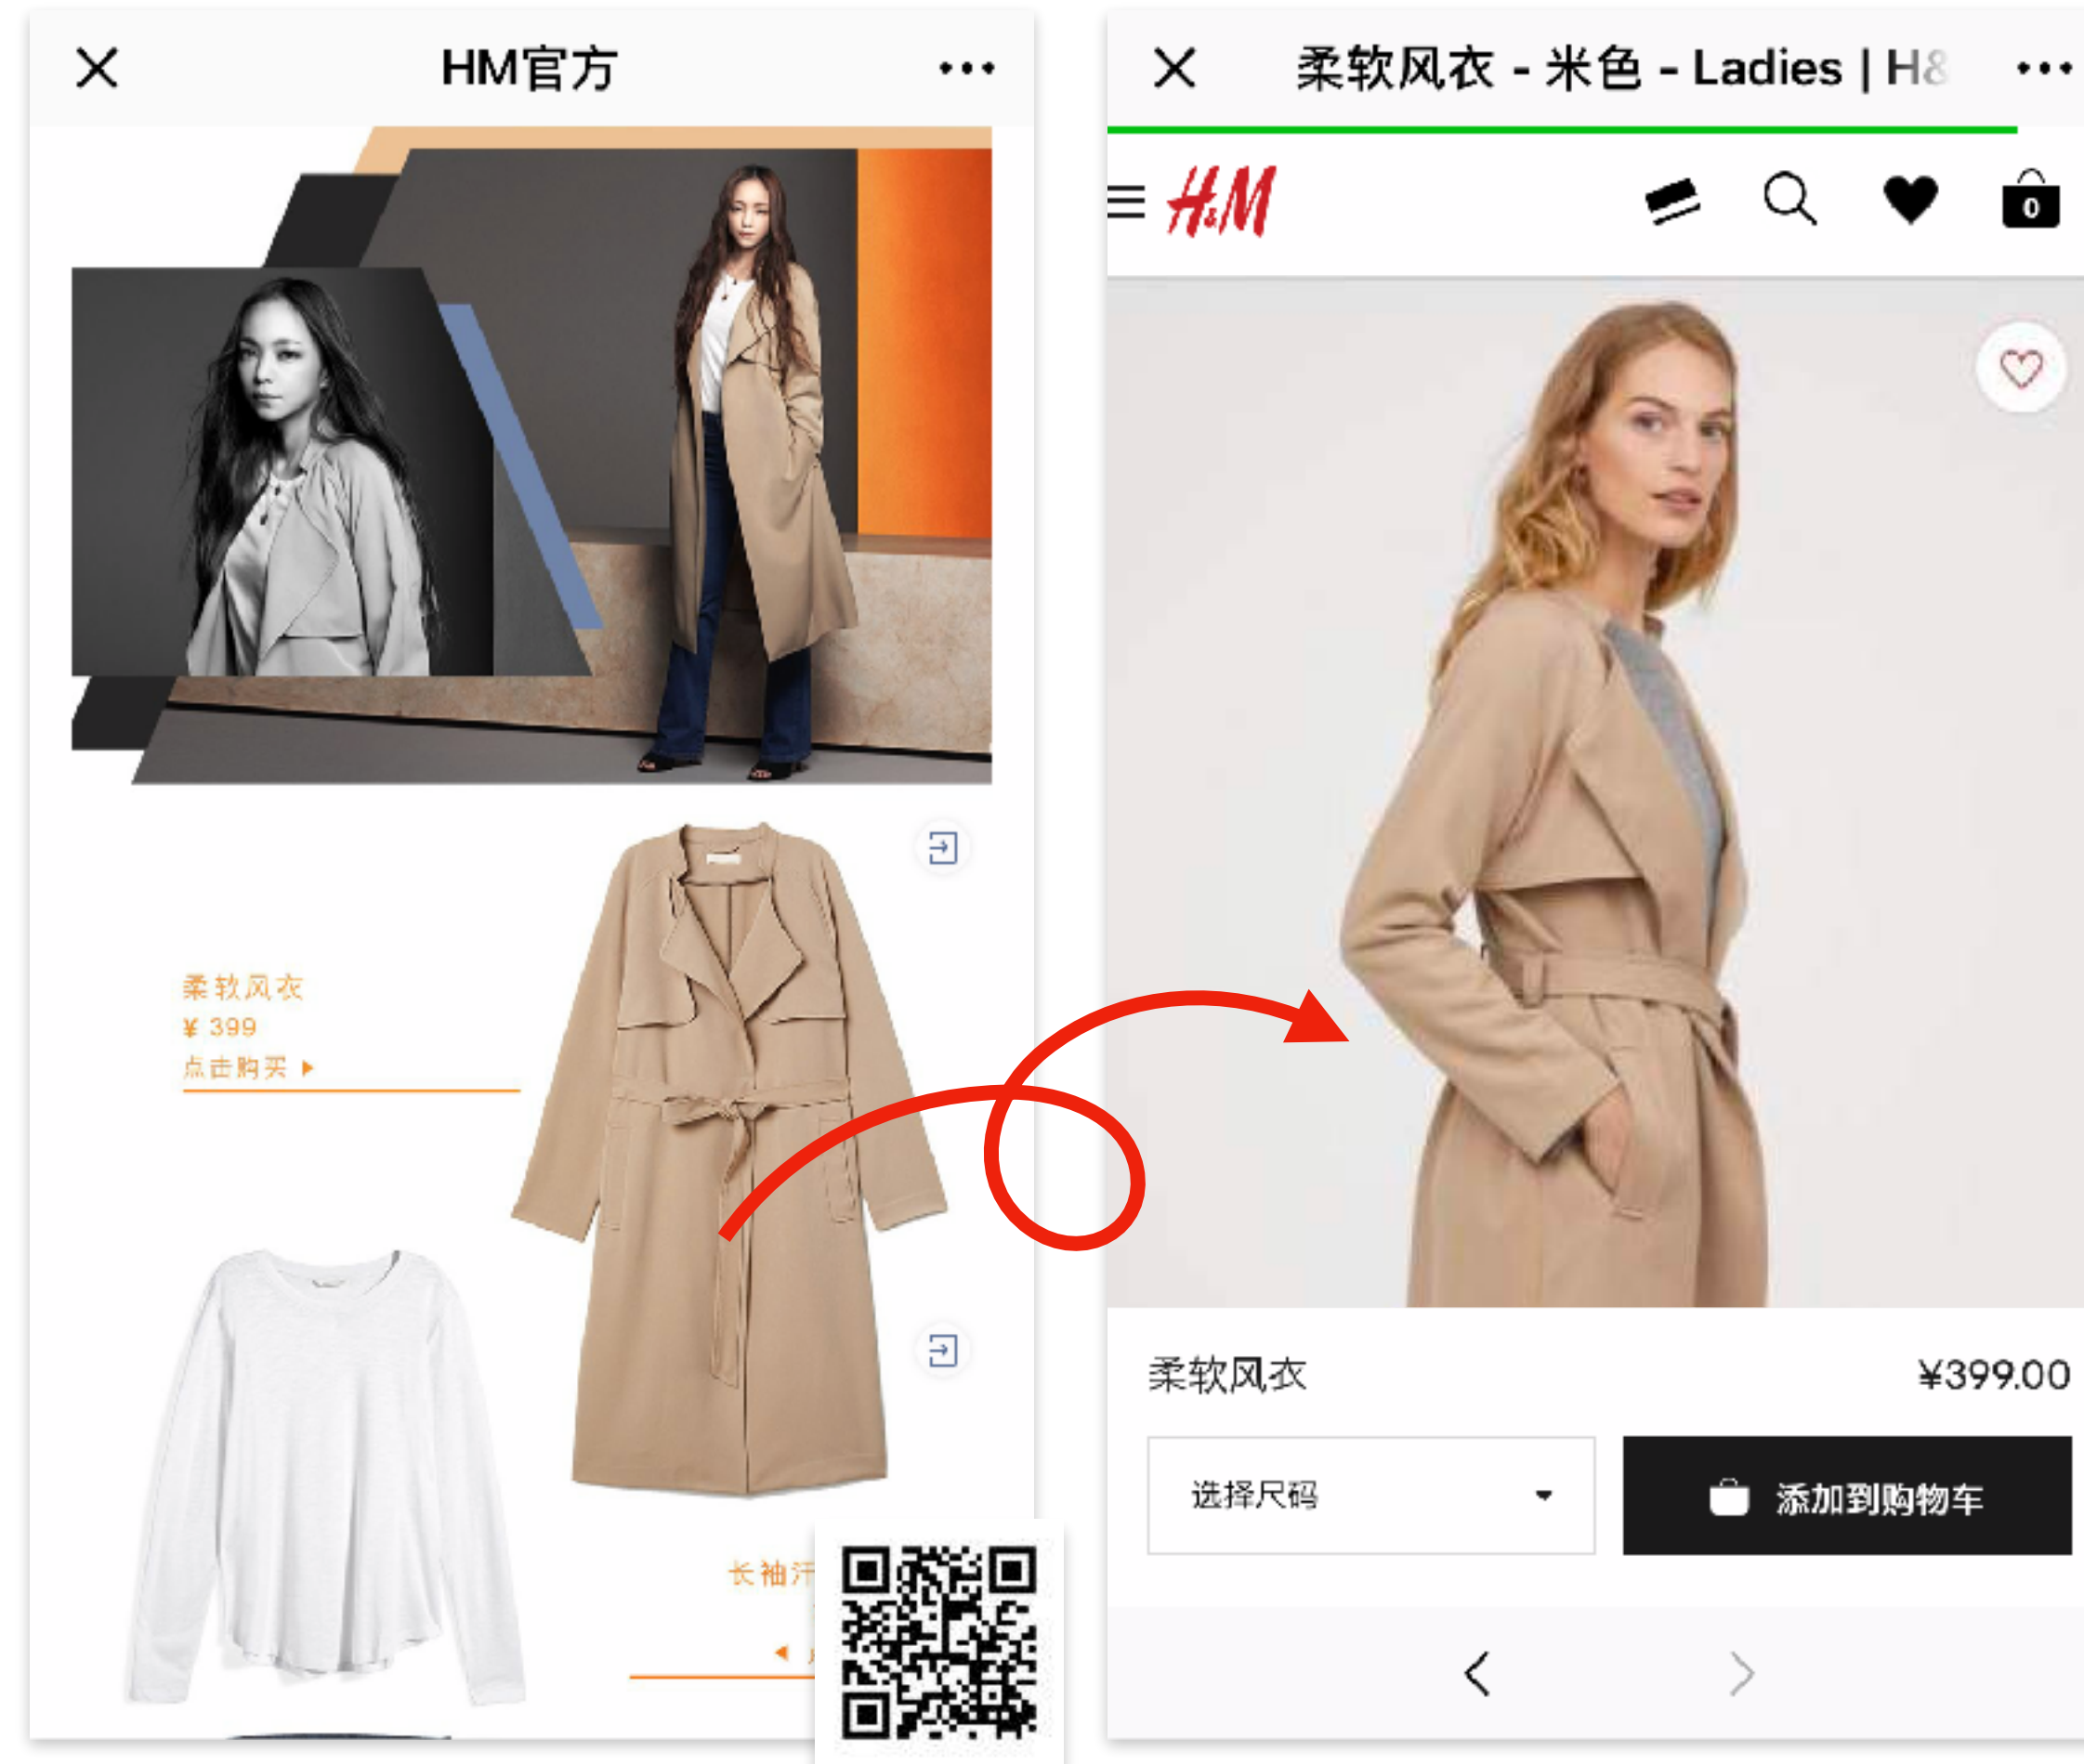 HM官方
柔软风衣
¥ 399
点击购买
长袖汗
柔软风衣 - 米色 - Ladies | H&
H&M
0
柔软风衣
¥399.00
选择尺码
添加到购物车